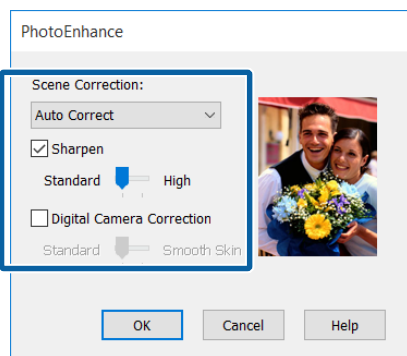 PhotoEnhance
Scene Correction:
Auto Correct
Sharpen
Standard High
Digital Camera Correction
Standard Smooth Skin
OK Cancel Help